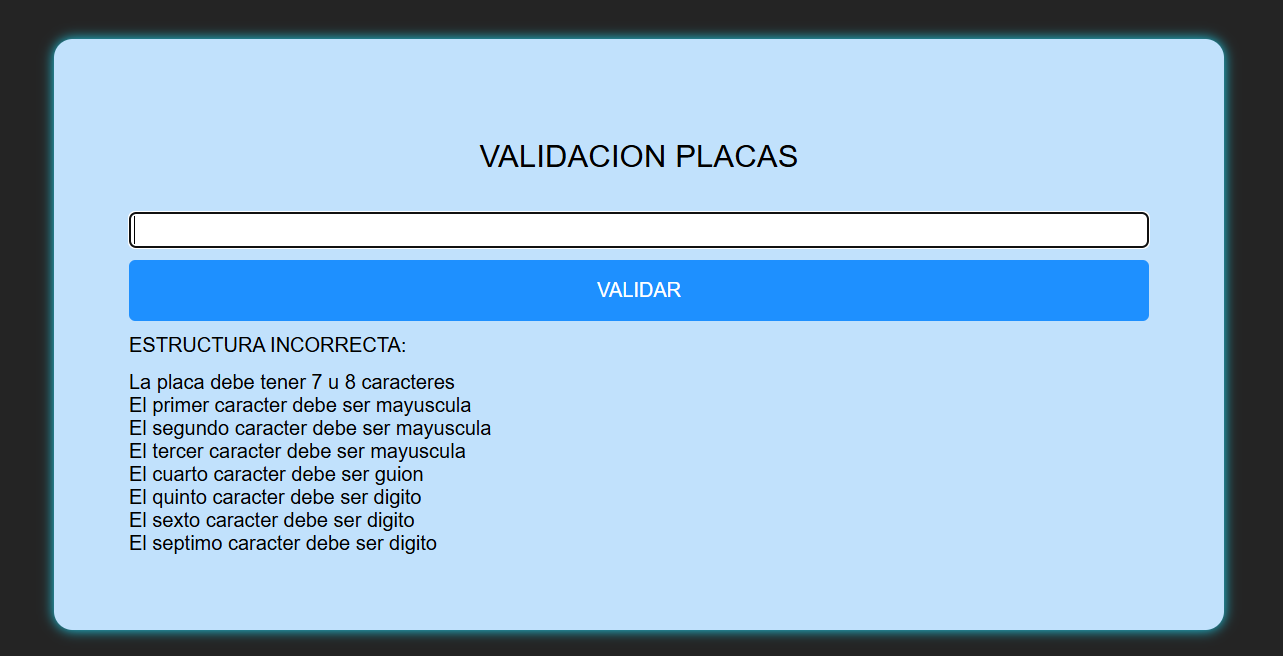 VALIDACION PLACAS
VALIDAR
ESTRUCTURA INCORRECTA:
La placa debe tener 7 u 8 caracteres
El primer caracter debe ser mayuscula
El segundo caracter debe ser mayuscula
El tercer caracter debe ser mayuscula
El cuarto caracter debe ser guion
El quinto caracter debe ser digito
El sexto caracter debe ser digito
El septimo caracter debe ser digito